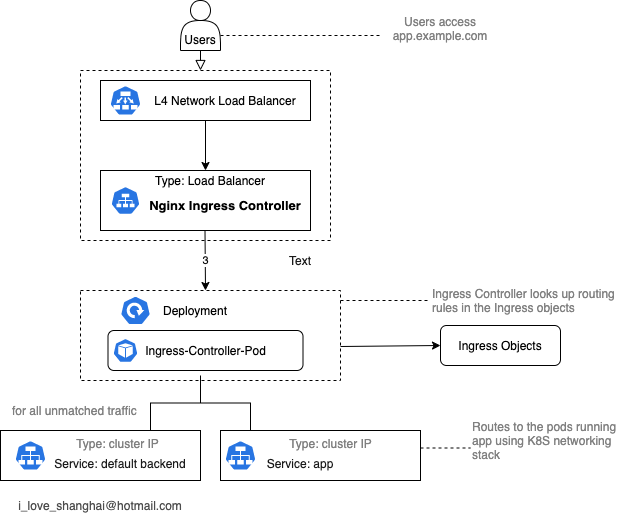 Users access
app.example.com
Users
L4 Network Load Balancer
Type: Load Balancer
Nginx Ingress Controller
3
Text
Deployment
Ingress Controller looks up routing
rules in the Ingress objects
Ingress-Controller-Pod
Ingress Objects
for all unmatched traffic
Type: cluster IP
Service: default backend
Type: cluster IP
Service: app
Routes to the pods running
app using K8S networking
stack
i_love_shanghai@hotmail.com